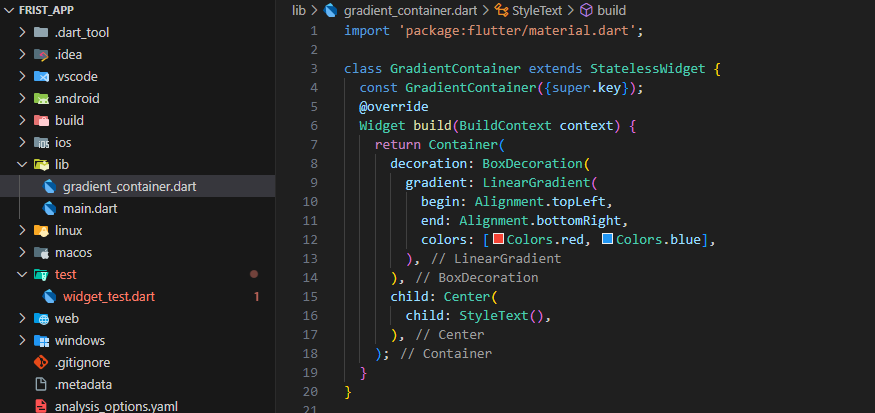 FRIST_APP
.dart_tool
.idea
.vscode
android
build
ios
lib
gradient_container.dart
main.dart
linux
macos
test
widget_test.dart 1
web
windows
.gitignore
.metadata
analysis_options.yaml
lib > gradient_container.dart > StyleText > build
1 import 'package:flutter/material.dart';
2
3 class GradientContainer extends StatelessWidget {
4   const GradientContainer({super.key});
5   @override
6   Widget build(BuildContext context) {
7     return Container(
8       decoration: BoxDecoration(
9         gradient: LinearGradient(
10           begin: Alignment.topLeft,
11           end: Alignment.bottomRight,
12           colors: [Colors.red, Colors.blue],
13         ), // LinearGradient
14       ), // BoxDecoration
15       child: Center(
16         child: StyleText(),
17       ), // Center
18     ); // Container
19   }
20 }
21